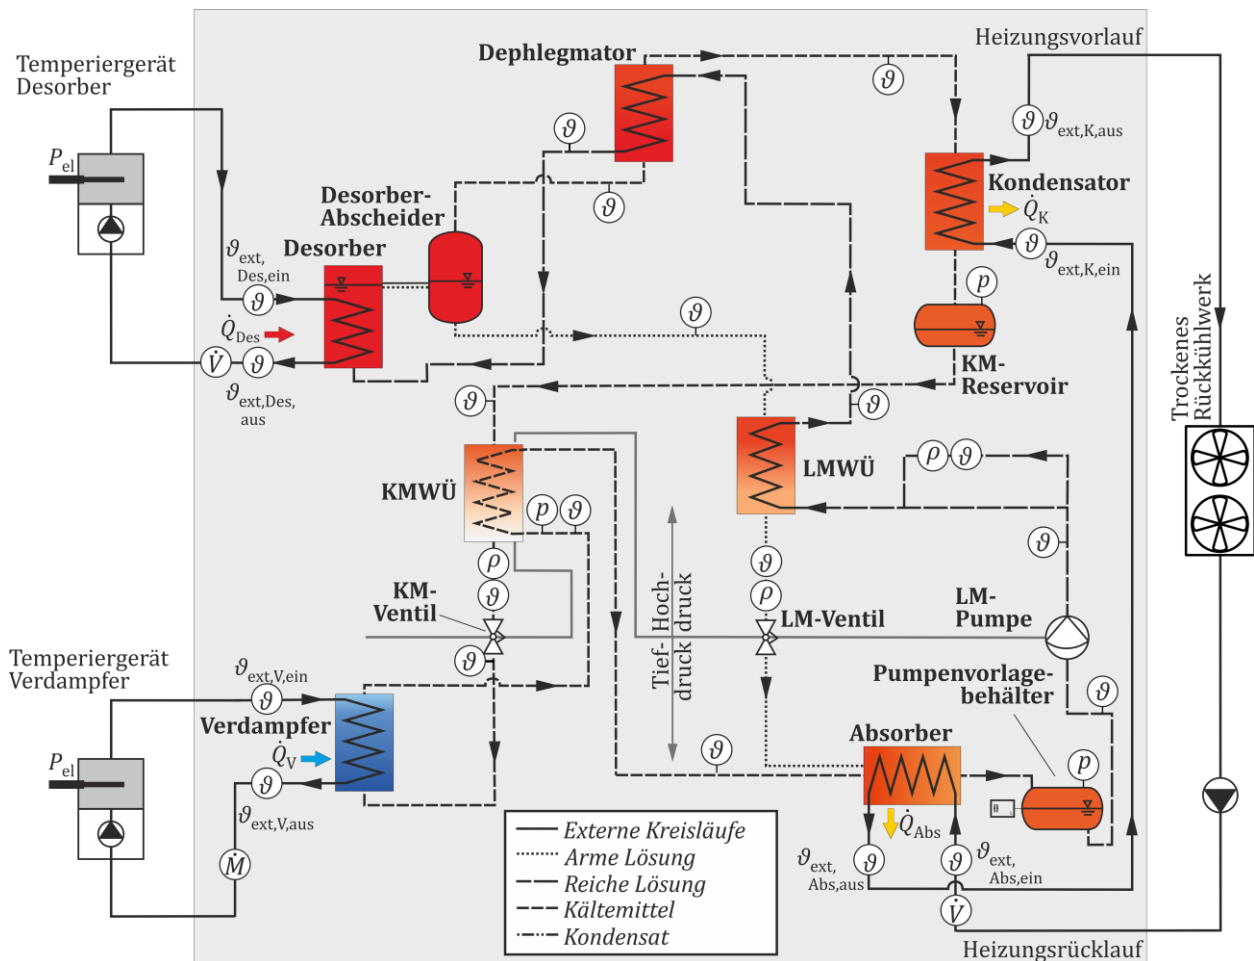 Heizungsvorlauf
Dephlegmator
Temperiergerät
Desorber
P_el
ϑ
ϑ
ϑ_ext,K,aus
ϑ
Desorber-
Abscheider
Desorber
ϑ
Kondensator
Q̇_K
ϑ_ext,
Des,ein
ϑ
ϑ
ϑ_ext,K,ein
p
Q̇_Des
ϑ
V̇
ϑ
ϑ_ext,Des,
aus
KM-
Reservoir
Trockenes
Rückkühlwerk
ϑ
ϑ
KMWÜ
LMWÜ
ρ
ϑ
p
ϑ
ϑ
ρ
ϑ
ϑ
ρ
KM-
Ventil
Hoch-
druck
Tief-
druck
LM-Ventil
LM-
Pumpe
ϑ
Temperiergerät
Verdampfer
ϑ_ext,V,ein
ϑ
Pumpenvorlage-
behälter
ϑ
Verdampfer
Q̇_V
Absorber
ϑ
P_el
ϑ
ϑ_ext,V,aus
p
Q̇_Abs
Ṁ
ϑ_ext,
Abs,aus
ϑ
ϑ
ϑ_ext,
Abs,ein
V̇
Externe Kreisläufe
Arme Lösung
Reiche Lösung
Kältemittel
Kondensat
Heizungsrücklauf